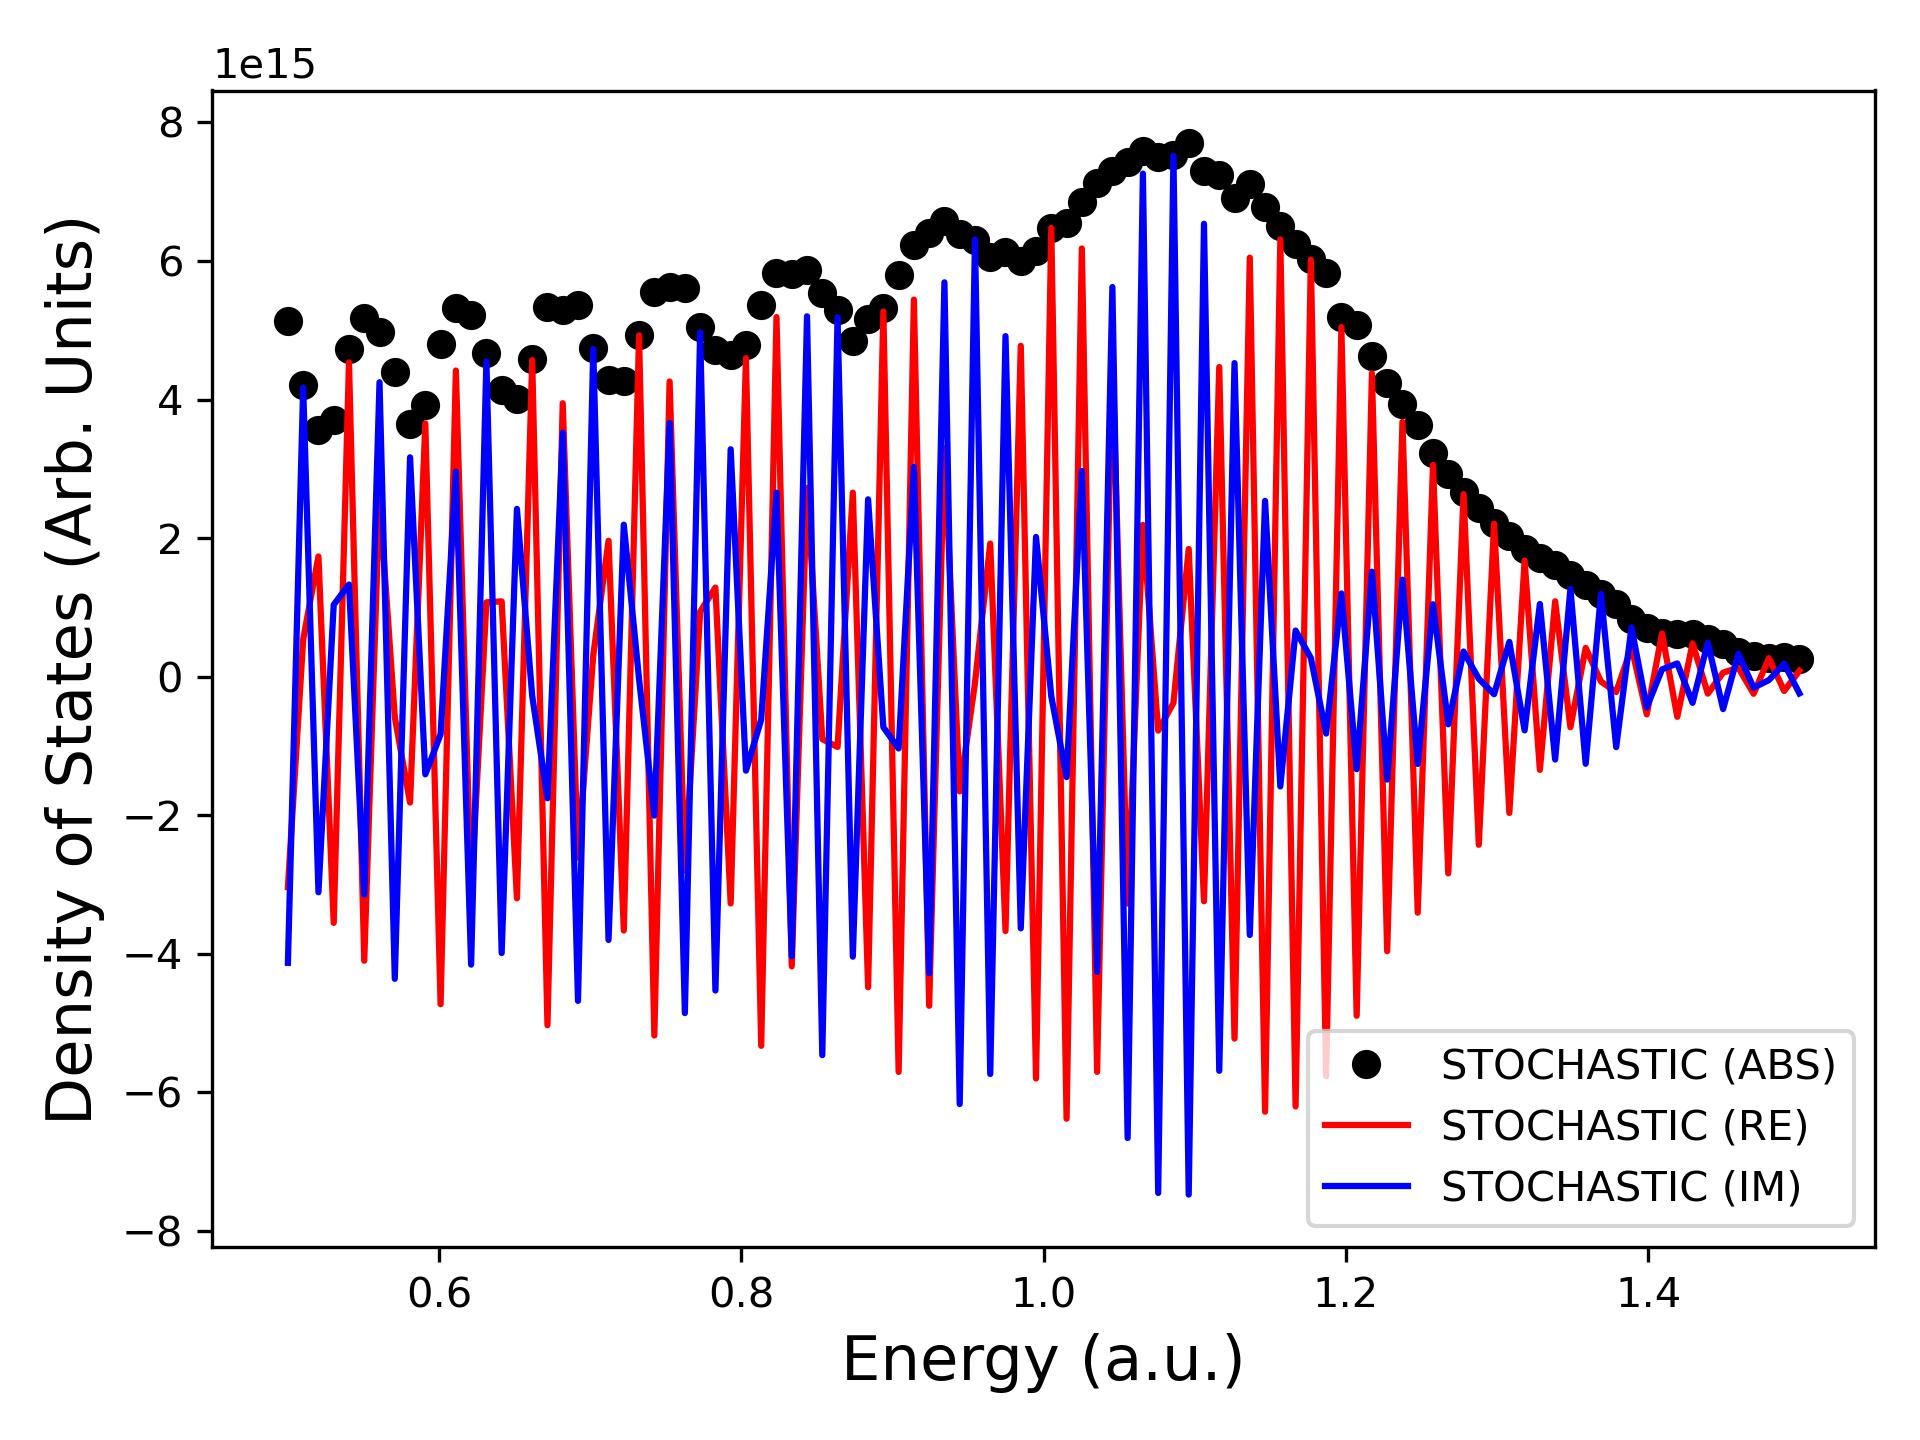 1e15
8
6
4
2
0
−2
−4
−6
−8
Density of States (Arb. Units)
STOCHASTIC (ABS)
STOCHASTIC (RE)
STOCHASTIC (IM)
0.6 0.8 1.0 1.2 1.4
Energy (a.u.)